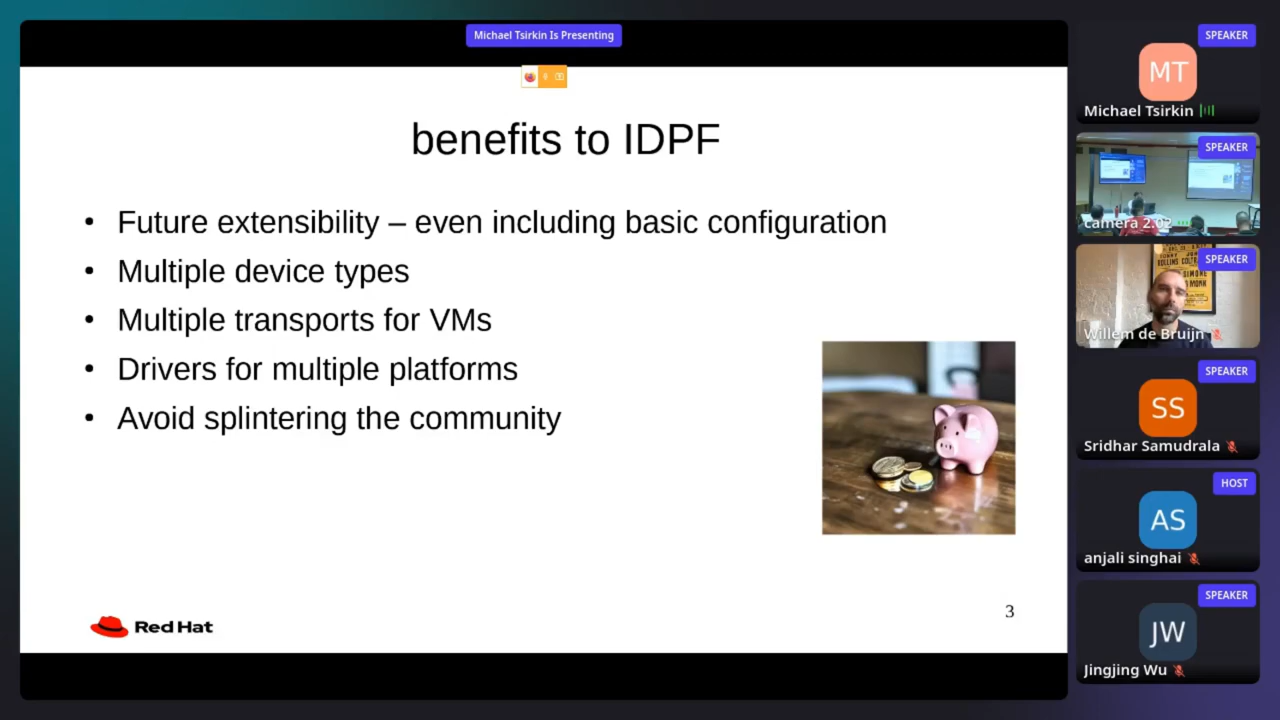 Michael Tsirkin Is Presenting
benefits to IDPF
• Future extensibility – even including basic configuration
• Multiple device types
• Multiple transports for VMs
• Drivers for multiple platforms
• Avoid splintering the community
Red Hat
3
SPEAKER
MT
Michael Tsirkin
SPEAKER
camera 2.02
SPEAKER
Willem de Bruijn
SPEAKER
SS
Sridhar Samudrala
HOST
AS
anjali singhai
SPEAKER
JW
Jingjing Wu